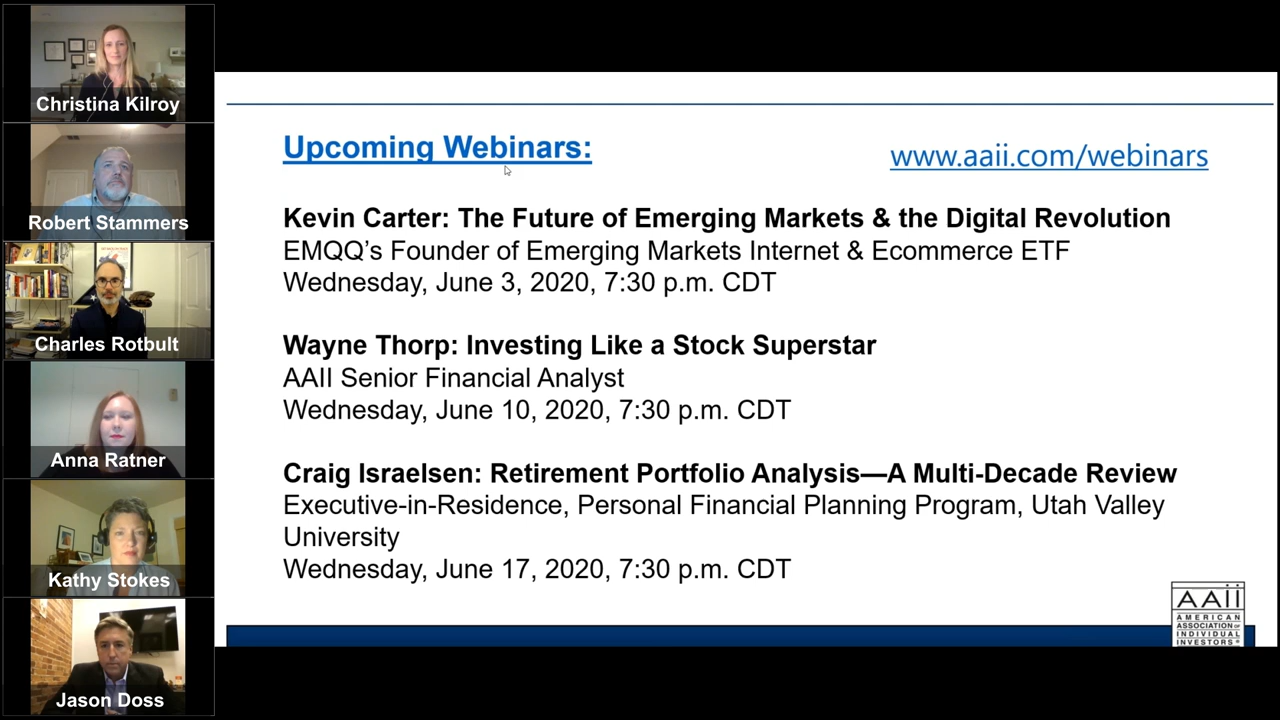 Christina Kilroy
Robert Stammers
Charles Rotbult
Anna Ratner
Kathy Stokes
Jason Doss
Upcoming Webinars:
www.aaii.com/webinars
Kevin Carter: The Future of Emerging Markets & the Digital Revolution
EMQQ’s Founder of Emerging Markets Internet & Ecommerce ETF
Wednesday, June 3, 2020, 7:30 p.m. CDT
Wayne Thorp: Investing Like a Stock Superstar
AAII Senior Financial Analyst
Wednesday, June 10, 2020, 7:30 p.m. CDT
Craig Israelsen: Retirement Portfolio Analysis—A Multi-Decade Review
Executive-in-Residence, Personal Financial Planning Program, Utah Valley
University
Wednesday, June 17, 2020, 7:30 p.m. CDT
AAii
AMERICAN
ASSOCIATION OF
INDIVIDUAL
INVESTORS®